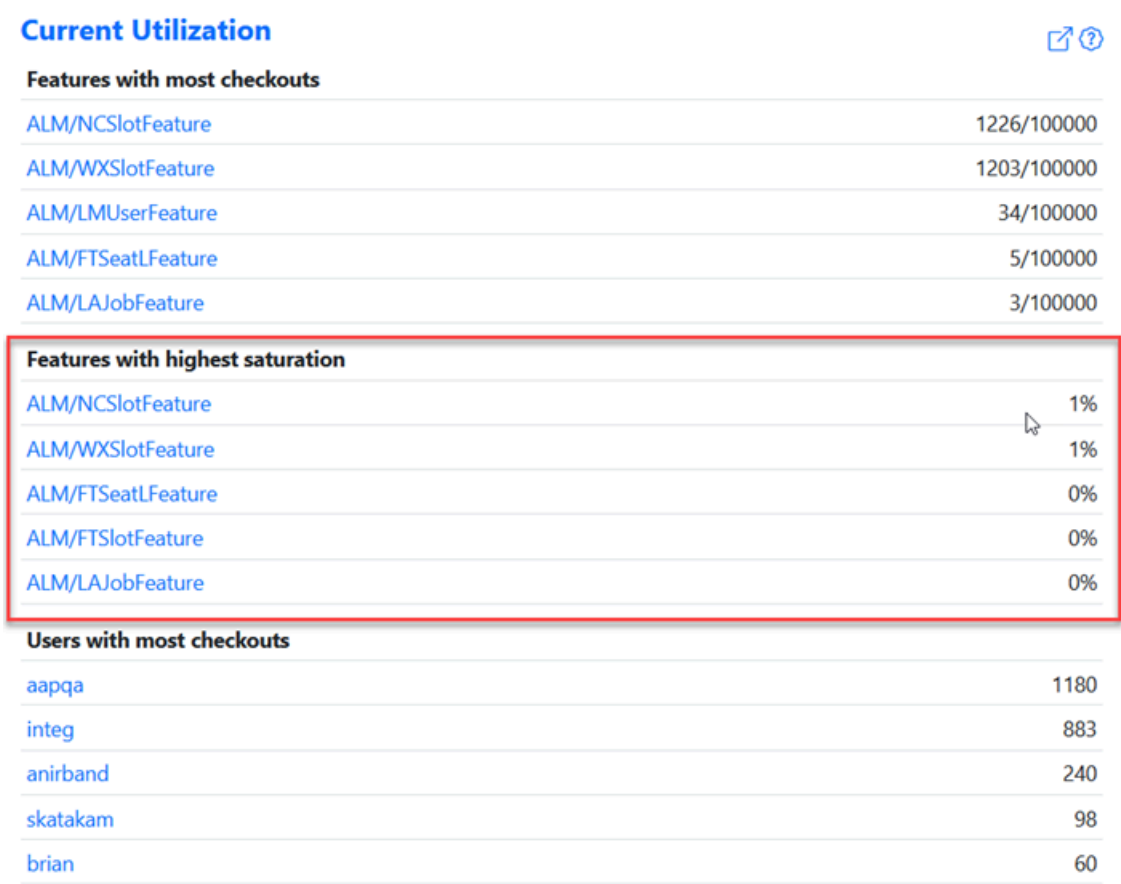 Current Utilization
Features with most checkouts
ALM/NCSlotFeature 1226/100000
ALM/WXSlotFeature 1203/100000
ALM/LMUserFeature 34/100000
ALM/FTSeatLFeature 5/100000
ALM/LAJobFeature 3/100000
Features with highest saturation
ALM/NCSlotFeature 1%
ALM/WXSlotFeature 1%
ALM/FTSeatLFeature 0%
ALM/FTSlotFeature 0%
ALM/LAJobFeature 0%
Users with most checkouts
aapqa 1180
integ 883
anirband 240
skatakam 98
brian 60